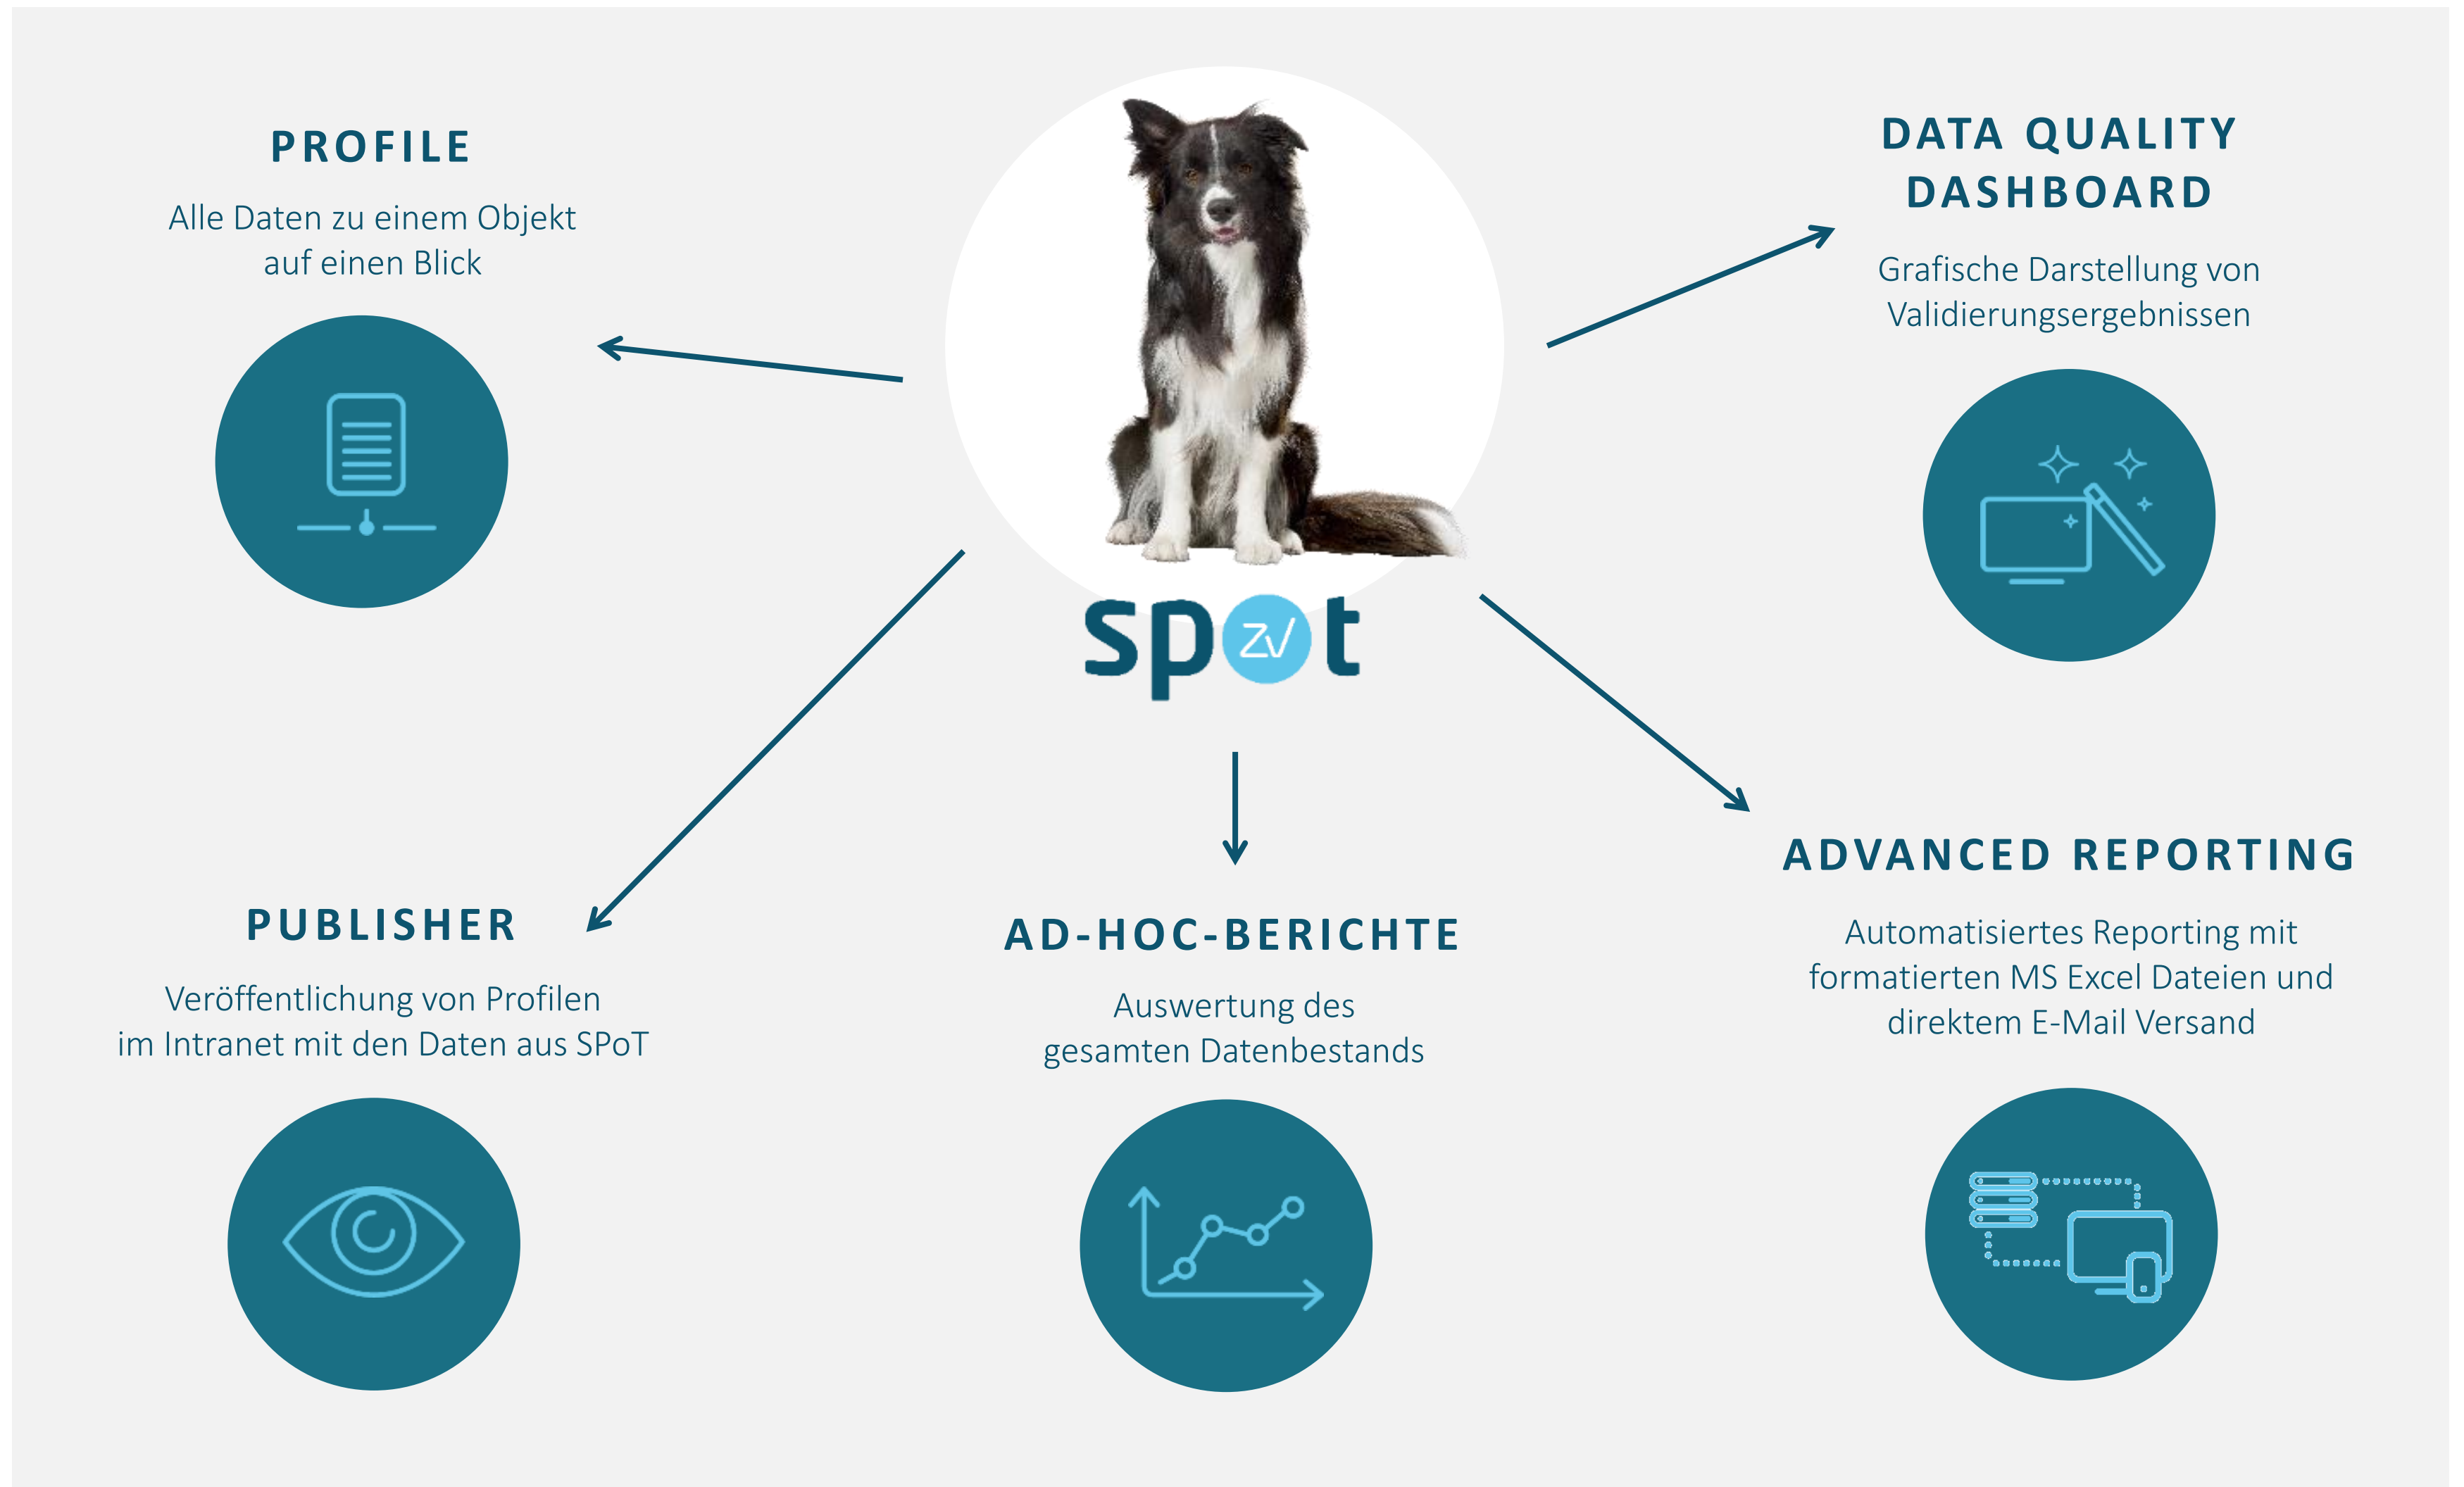 PROFILE
Alle Daten zu einem Objekt
auf einen Blick
DATA QUALITY
DASHBOARD
Grafische Darstellung von
Validierungsergebnissen
spot
zv
PUBLISHER
Veröffentlichung von Profilen
im Intranet mit den Daten aus SPoT
AD-HOC-BERICHTE
Auswertung des
gesamten Datenbestands
ADVANCED REPORTING
Automatisiertes Reporting mit
formatierten MS Excel Dateien und
direktem E-Mail Versand